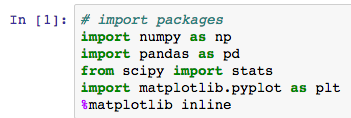 In [1]: # import packages
import numpy as np
import pandas as pd
from scipy import stats
import matplotlib.pyplot as plt
%matplotlib inline